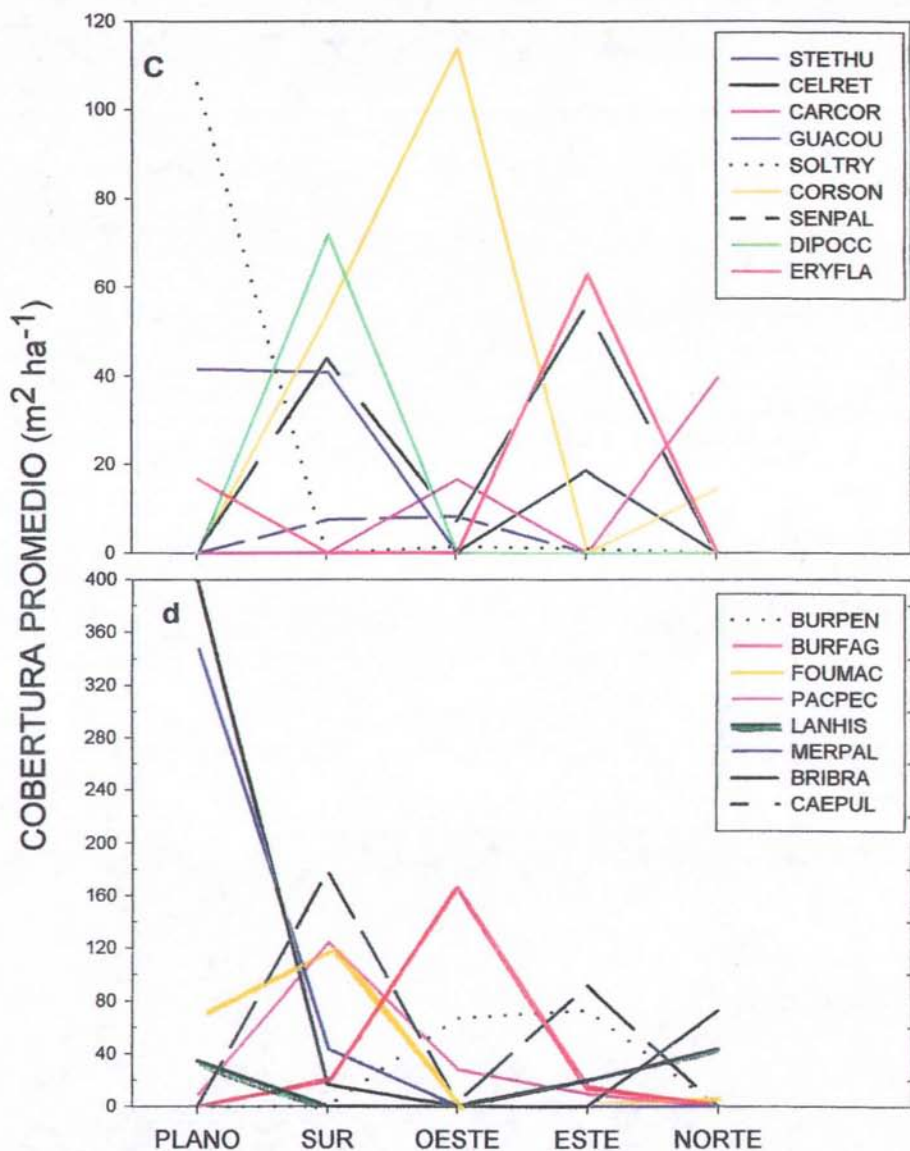 COBERTURA PROMEDIO (m² ha⁻¹)
120
100
80
60
40
20
0
C
STETHU
CELRET
CARCOR
GUACOU
SOLTRY
CORSON
SENPAL
DIPOCC
ERYFLA
400
360
320
280
240
200
160
120
80
40
0
d
BURPEN
BURFAG
FOUMAC
PACPEC
LANHIS
MERPAL
BRIBRA
CAEPUL
PLANO SUR OESTE ESTE NORTE